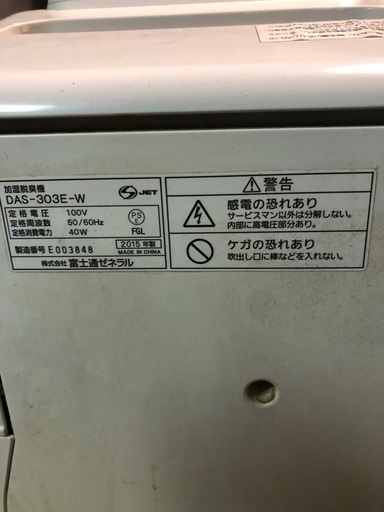 加湿脱臭機
DAS-303E-W
JET
定格電圧 100V
定格周波数 50/60Hz
定格消費電力 40W
PS
E
FGL
製造番号 E003848
2015年製
MADE IN CHINA
株式会社 富士通ゼネラル
警告
感電の恐れあり
サービスマン以外は分解しない。
内部に高電圧部分あり。
ケガの恐れあり
吹出し口に棒などを入れない。